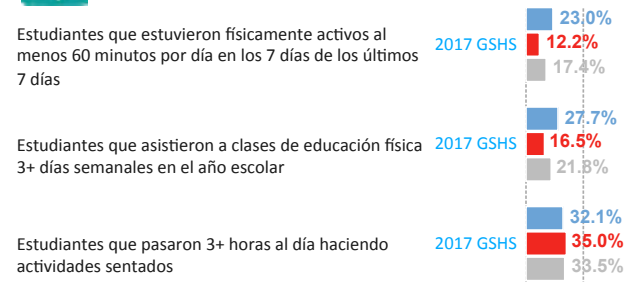 Estudiantes que estuvieron físicamente activos al
menos 60 minutos por día en los 7 días de los últimos
7 días
2017 GSHS
23.0%
12.2%
17.4%
Estudiantes que asistieron a clases de educación física
3+ días semanales en el año escolar
2017 GSHS
27.7%
16.5%
21.8%
Estudiantes que pasaron 3+ horas al día haciendo
actividades sentados
2017 GSHS
32.1%
35.0%
33.5%